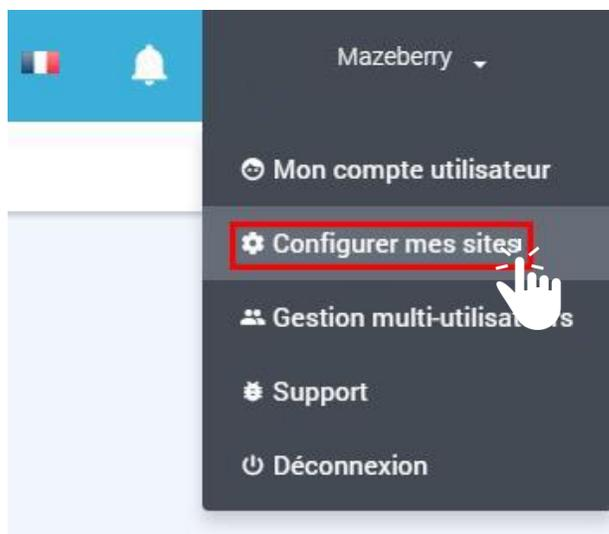 Mazeberry
Mon compte utilisateur
Configurer mes sites
Gestion multi-utilisateurs
Support
Déconnexion